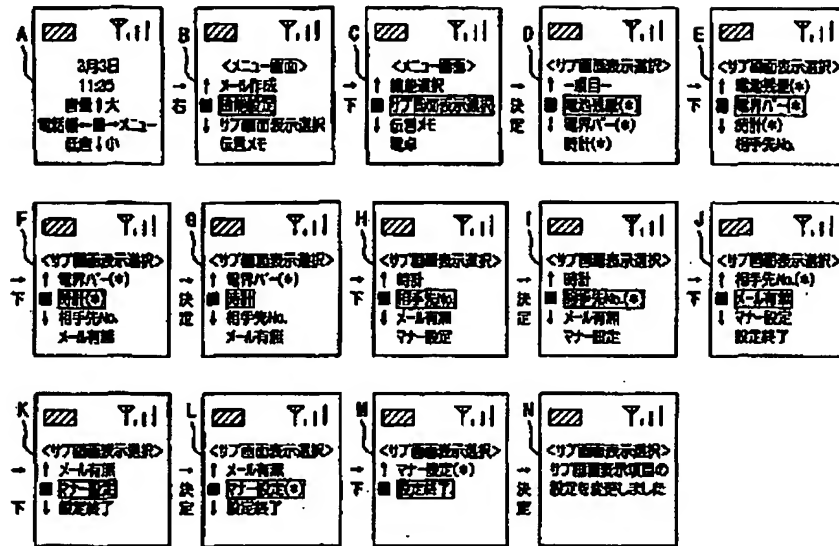 A
3月3日
11:25
音量↑大
電話帳←■→メニュー
↓小
→
右
B
<メニュー画面>
↑ メール作成
■
↓ サブ画面表示選択
伝言メモ
→
下
C
<メニュー画面>
↑
■ サブ画面表示選択
↓ 伝言メモ
電卓
→
決定
D
<サブ画面表示選択>
↑ ー項目ー
■ 電池残量(*)
↓ 電界バー(*)
時計(*)
→
下
E
<サブ画面表示選択>
↑ 電池残量(*)
■ 電界バー(*)
↓ 時計(*)
相手先No.
→
下
F
<サブ画面表示選択>
↑ 電界バー(*)
■ 時計(*)
↓ 相手先No.
メール有無
→
決定
G
<サブ画面表示選択>
↑ 電界バー(*)
■ 時計
↓ 相手先No.
メール有無
→
下
H
<サブ画面表示選択>
↑ 時計
■ 相手先No.
↓ メール有無
マナー設定
→
決定
I
<サブ画面表示選択>
↑ 時計
■ 相手先No.(*)
↓ メール有無
マナー設定
→
下
J
<サブ画面表示選択>
↑ 相手先No.(*)
■ メール有無
↓ マナー設定
設定終了
→
下
K
<サブ画面表示選択>
↑ メール有無
■ マナー設定
↓ 設定終了
→
決定
L
<サブ画面表示選択>
↑ メール有無
■ マナー設定(*)
↓ 設定終了
→
下
M
<サブ画面表示選択>
↑ マナー設定(*)
■ 設定終了
→
決定
N
<サブ画面表示選択>
サブ画面表示項目の
設定を変更しました